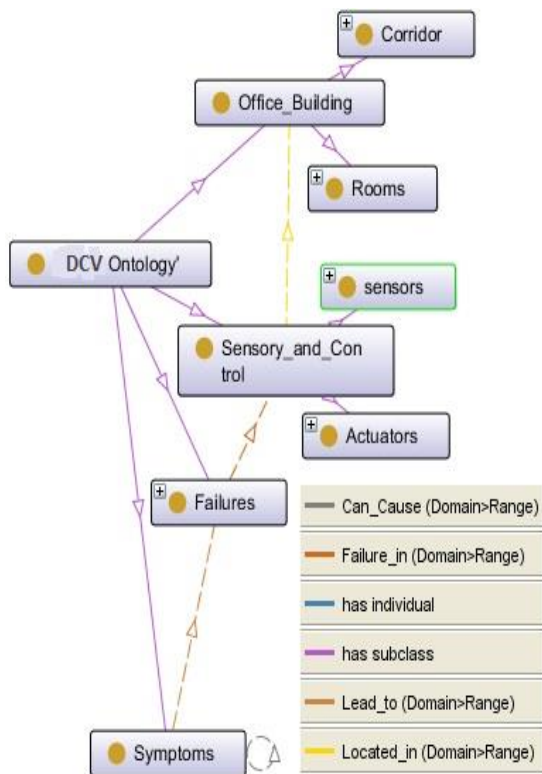 Corridor
Office_Building
Rooms
DCV Ontology'
sensors
Sensory_and_Con
trol
Actuators
Failures
Can_Cause (Domain>Range)
Failure_in (Domain>Range)
has individual
has subclass
Lead_to (Domain>Range)
Located_in (Domain>Range)
Symptoms